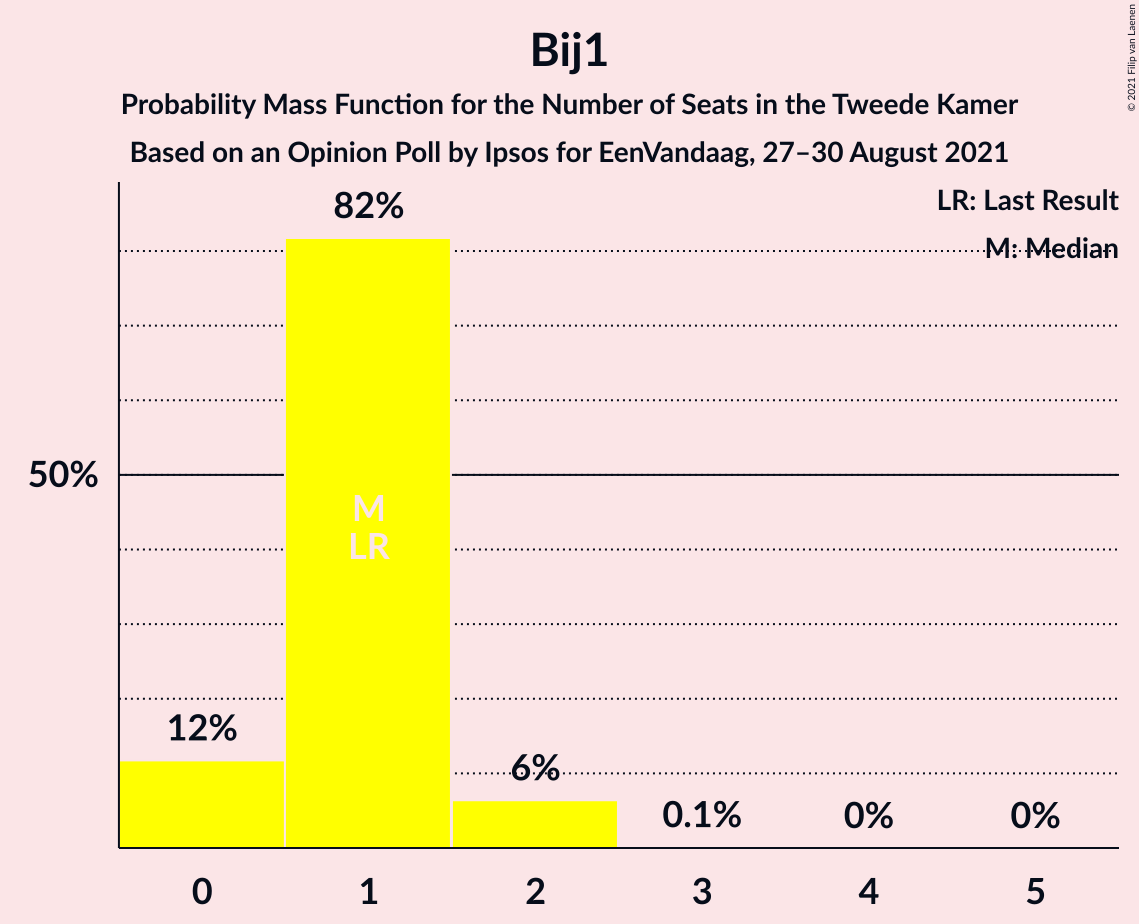 Bij1
Probability Mass Function for the Number of Seats in the Tweede Kamer
Based on an Opinion Poll by Ipsos for EenVandaag, 27–30 August 2021
© 2021 Filip van Laenen
LR: Last Result
M: Median
82%
50%
M
LR
12%
6%
0.1%
0%
0%
0 1 2 3 4 5